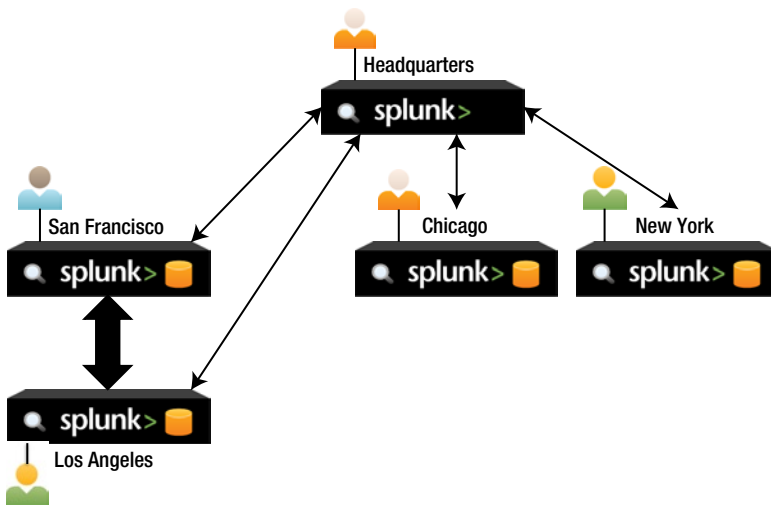 Headquarters
splunk>
San Francisco
splunk>
Chicago
splunk>
New York
splunk>
splunk>
Los Angeles